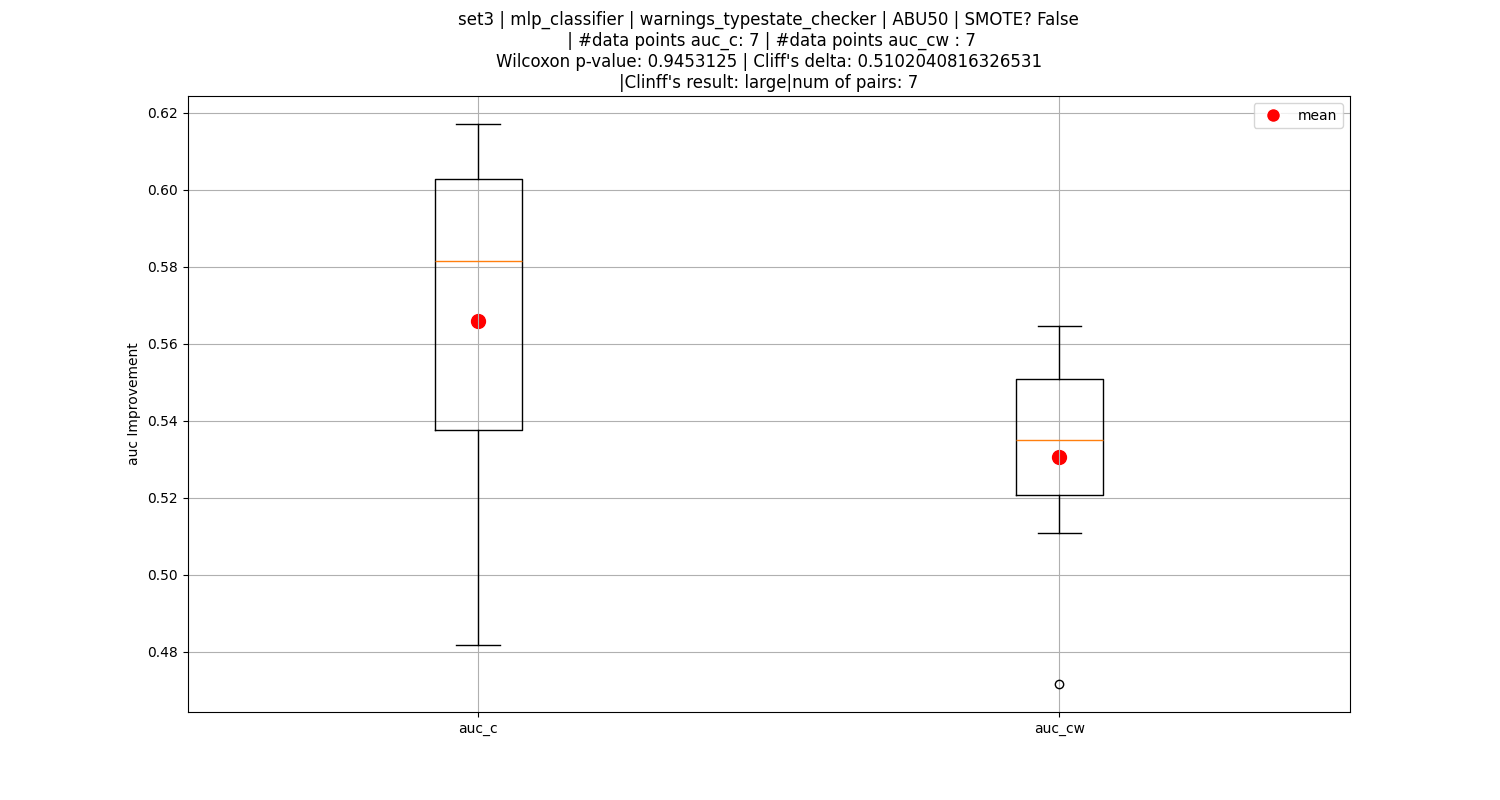 set3 | mlp_classifier | warnings_typestate_checker | ABU50 | SMOTE? False
| #data points auc_c: 7 | #data points auc_cw : 7
Wilcoxon p-value: 0.9453125 | Cliff's delta: 0.5102040816326531
|Clinff's result: large|num of pairs: 7
mean
0.62
0.60
0.58
0.56
0.54
0.52
0.50
0.48
auc Improvement
auc_c
auc_cw